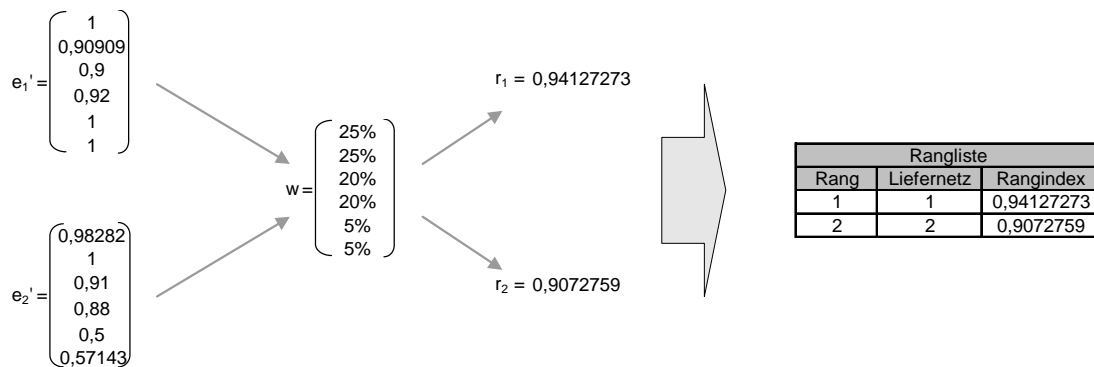 e1' =
1
0,90909
0,9
0,92
1
1
e2' =
0,98282
1
0,91
0,88
0,5
0,57143
w =
25%
25%
20%
20%
5%
5%
r1 = 0,94127273
r2 = 0,9072759
Rangliste
Rang Liefernetz Rangindex
1 1 0,94127273
2 2 0,9072759